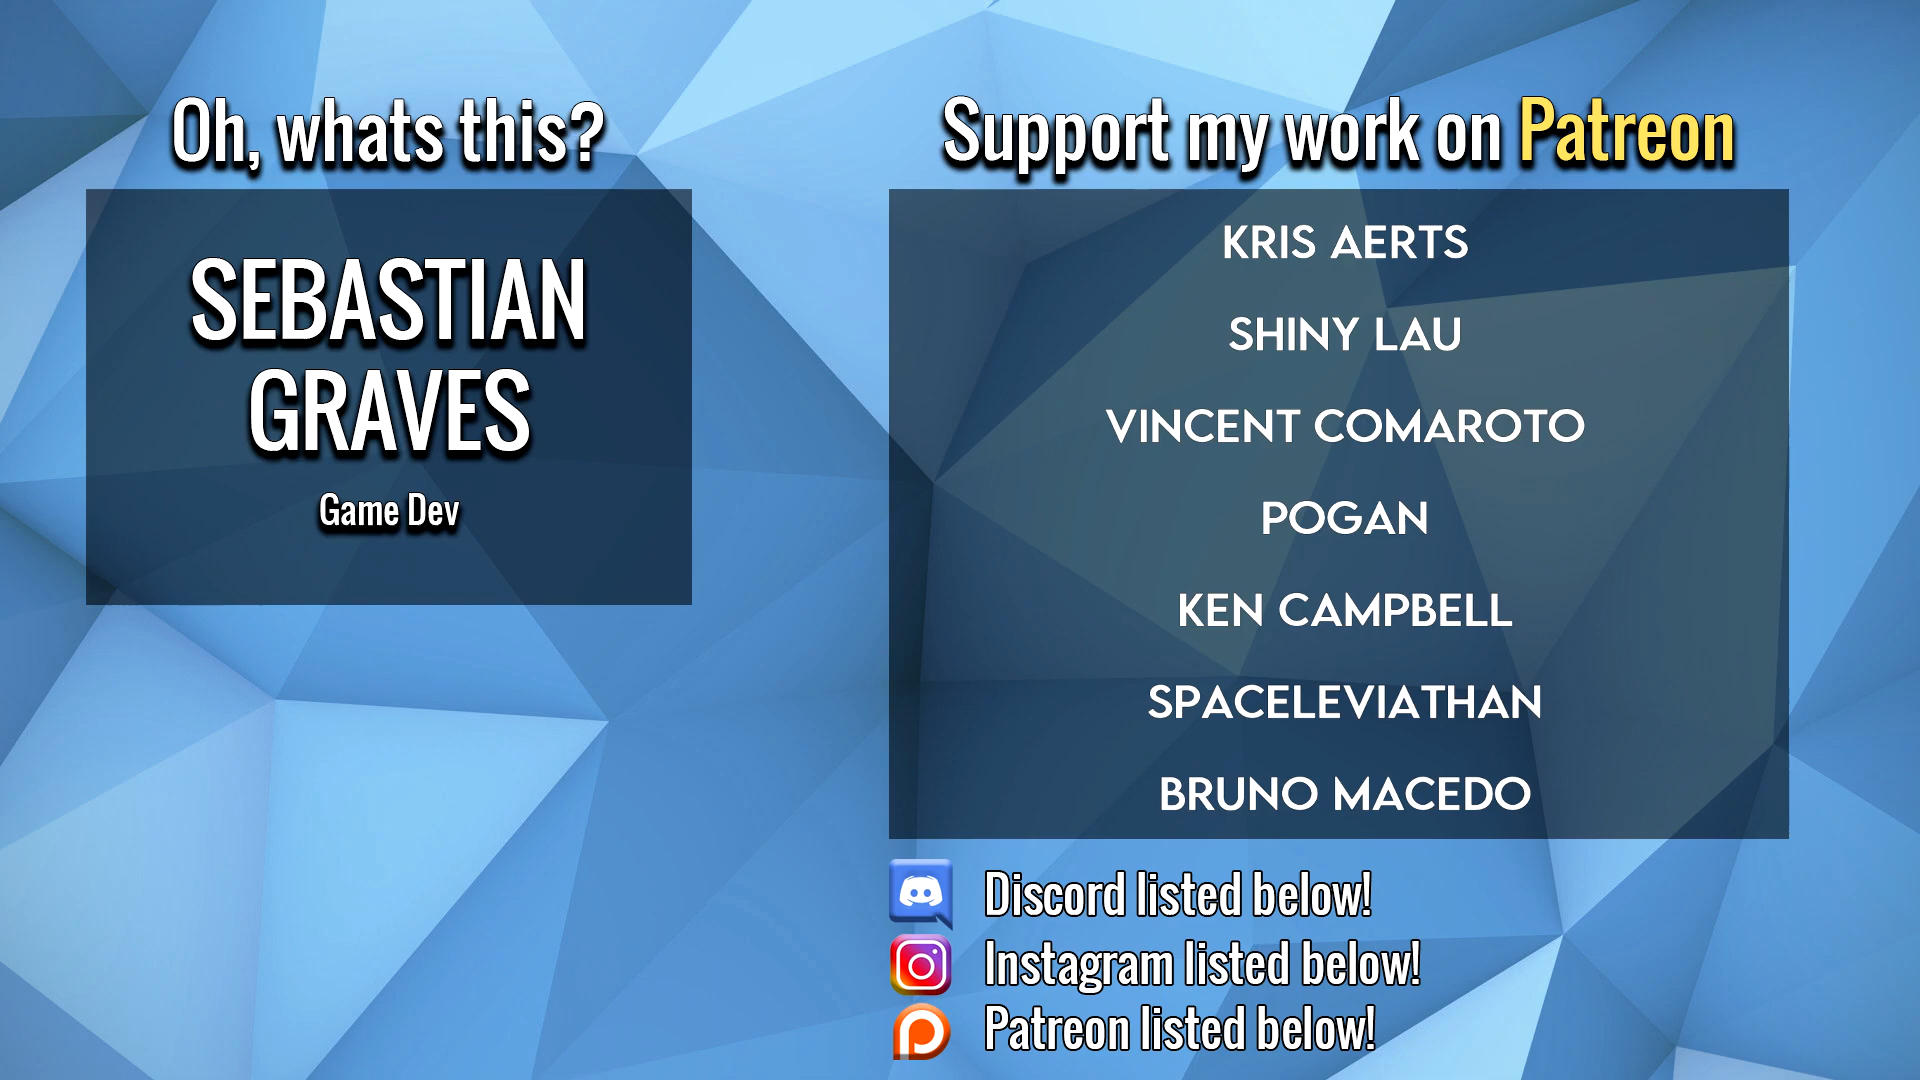 Oh, whats this?
SEBASTIAN
GRAVES
Game Dev
Support my work on Patreon
KRIS AERTS
SHINY LAU
VINCENT COMAROTO
POGAN
KEN CAMPBELL
SPACELEVIATHAN
BRUNO MACEDO
Discord listed below!
Instagram listed below!
Patreon listed below!